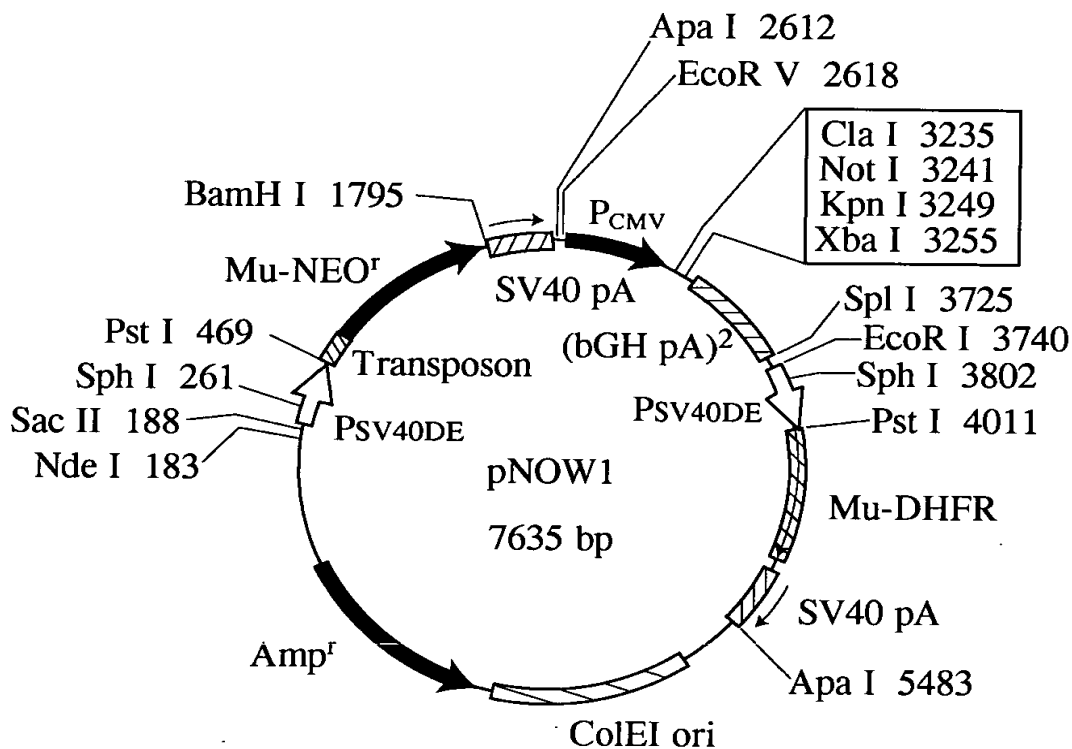 Apa I 2612
EcoR V 2618
Cla I 3235
Not I 3241
Kpn I 3249
Xba I 3255
BamH I 1795
PCMV
Mu-NEOr
SV40 pA
Spl I 3725
(bGH pA)2
EcoR I 3740
Pst I 469
Transposon
Sph I 3802
Sph I 261
PSV40DE
PSV40DE
Pst I 4011
Sac II 188
Nde I 183
pNOW1
Mu-DHFR
7635 bp
SV40 pA
Ampr
Apa I 5483
ColEI ori